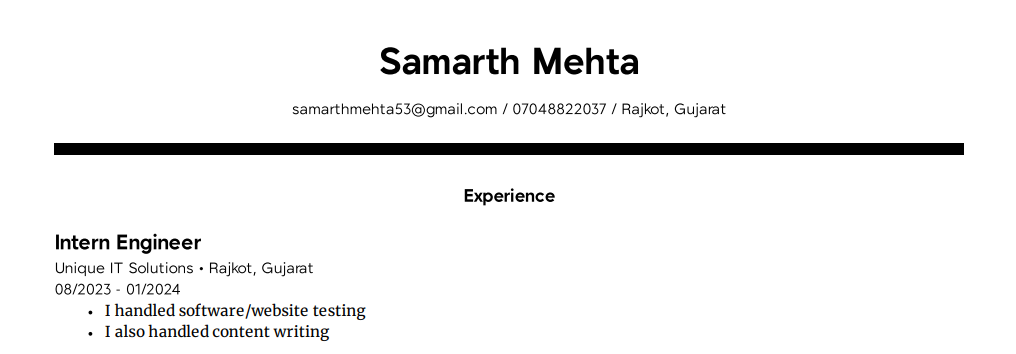 Samarth Mehta
samarthmehta53@gmail.com / 07048822037 / Rajkot, Gujarat
Experience
Intern Engineer
Unique IT Solutions • Rajkot, Gujarat
08/2023 - 01/2024
• I handled software/website testing
• I also handled content writing